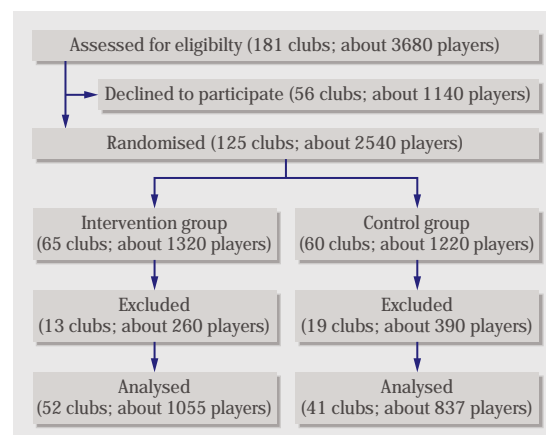 Assessed for eligibilty (181 clubs; about 3680 players)
Declined to participate (56 clubs; about 1140 players)
Randomised (125 clubs; about 2540 players)
Intervention group
(65 clubs; about 1320 players)
Control group
(60 clubs; about 1220 players)
Excluded
(13 clubs; about 260 players)
Excluded
(19 clubs; about 390 players)
Analysed
(52 clubs; about 1055 players)
Analysed
(41 clubs; about 837 players)